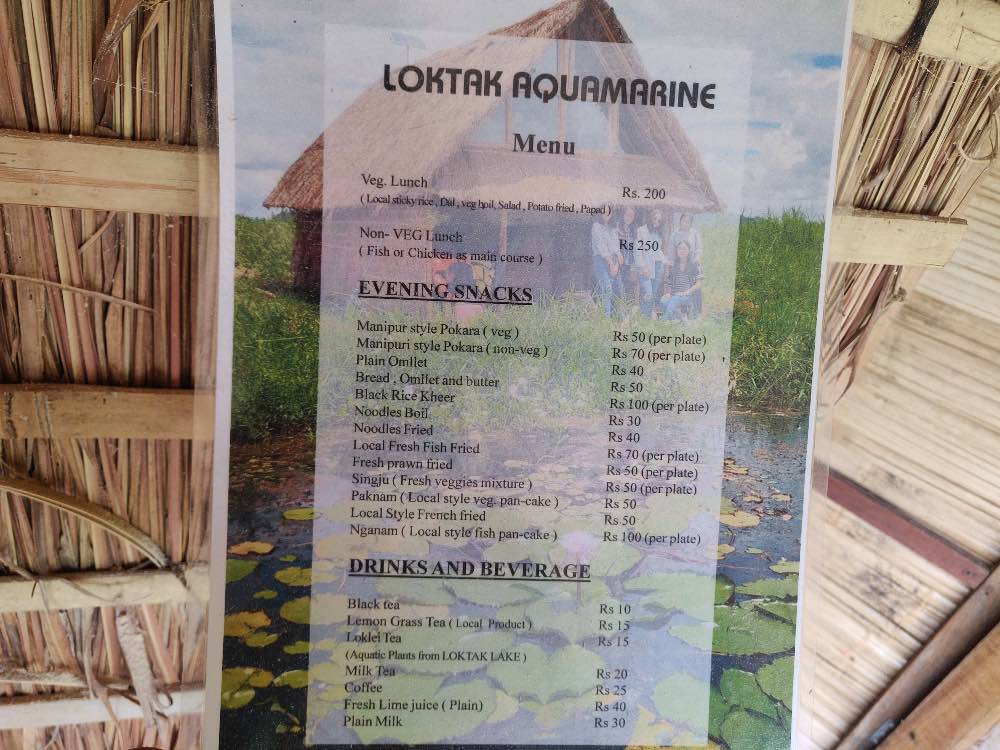 LOKTAK AQUAMARINE
Menu
Veg. Lunch Rs. 200
( Local sticky rice , Dal , veg boil, Salad , Potato fried , Papad )
Non- VEG Lunch Rs 250
( Fish or Chicken as main course )
EVENING SNACKS
Manipur style Pokara ( veg ) Rs 50 (per plate)
Manipuri style Pokara ( non-veg ) Rs 70 (per plate)
Plain Omllet Rs 40
Bread , Omllet and butter Rs 50
Black Rice Kheer Rs 100 (per plate)
Noodles Boil Rs 30
Noodles Fried Rs 40
Local Fresh Fish Fried Rs 70 (per plate)
Fresh prawn fried Rs 50 (per plate)
Singju ( Fresh veggies mixture ) Rs 50 (per plate)
Paknam ( Local style veg. pan-cake ) Rs 50
Local Style French fried Rs 50
Nganam ( Local style fish pan-cake ) Rs 100 (per plate)
DRINKS AND BEVERAGE
Black tea Rs 10
Lemon Grass Tea ( Local Product ) Rs 15
Loklei Tea Rs 15
(Aquatic Plants from LOKTAK LAKE )
Milk Tea Rs 20
Coffee Rs 25
Fresh Lime juice ( Plain) Rs 40
Plain Milk Rs 30